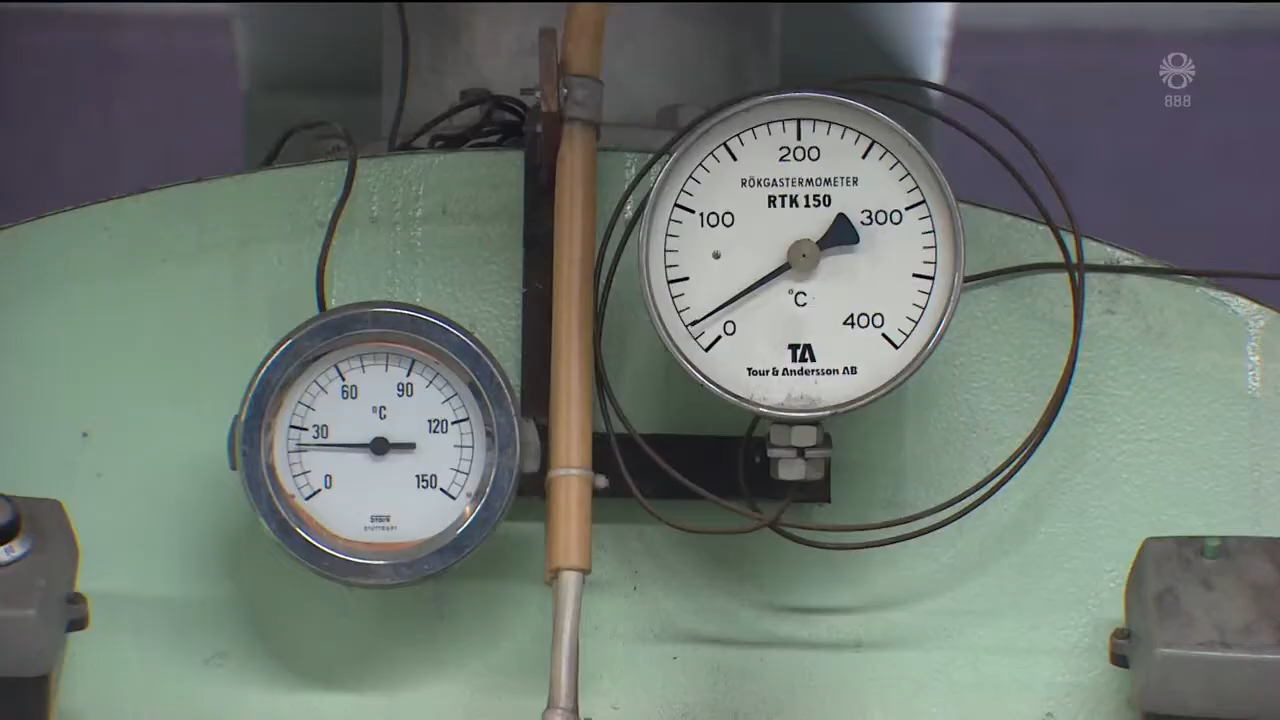 888
200
RÖKGASTERMOMETER
RTK 150
100
300
°C
0
400
TA
Tour & Andersson AB
60
90
°C
30
120
0
150
STUTTGART